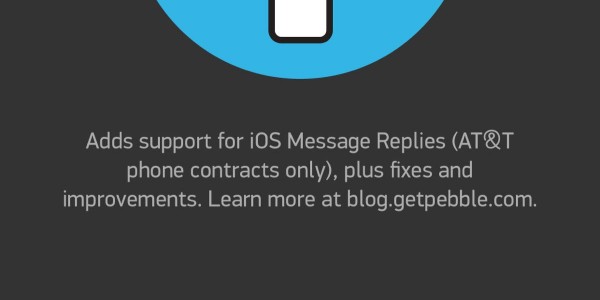 Adds support for iOS Message Replies (AT&T
phone contracts only), plus fixes and
improvements. Learn more at blog.getpebble.com.